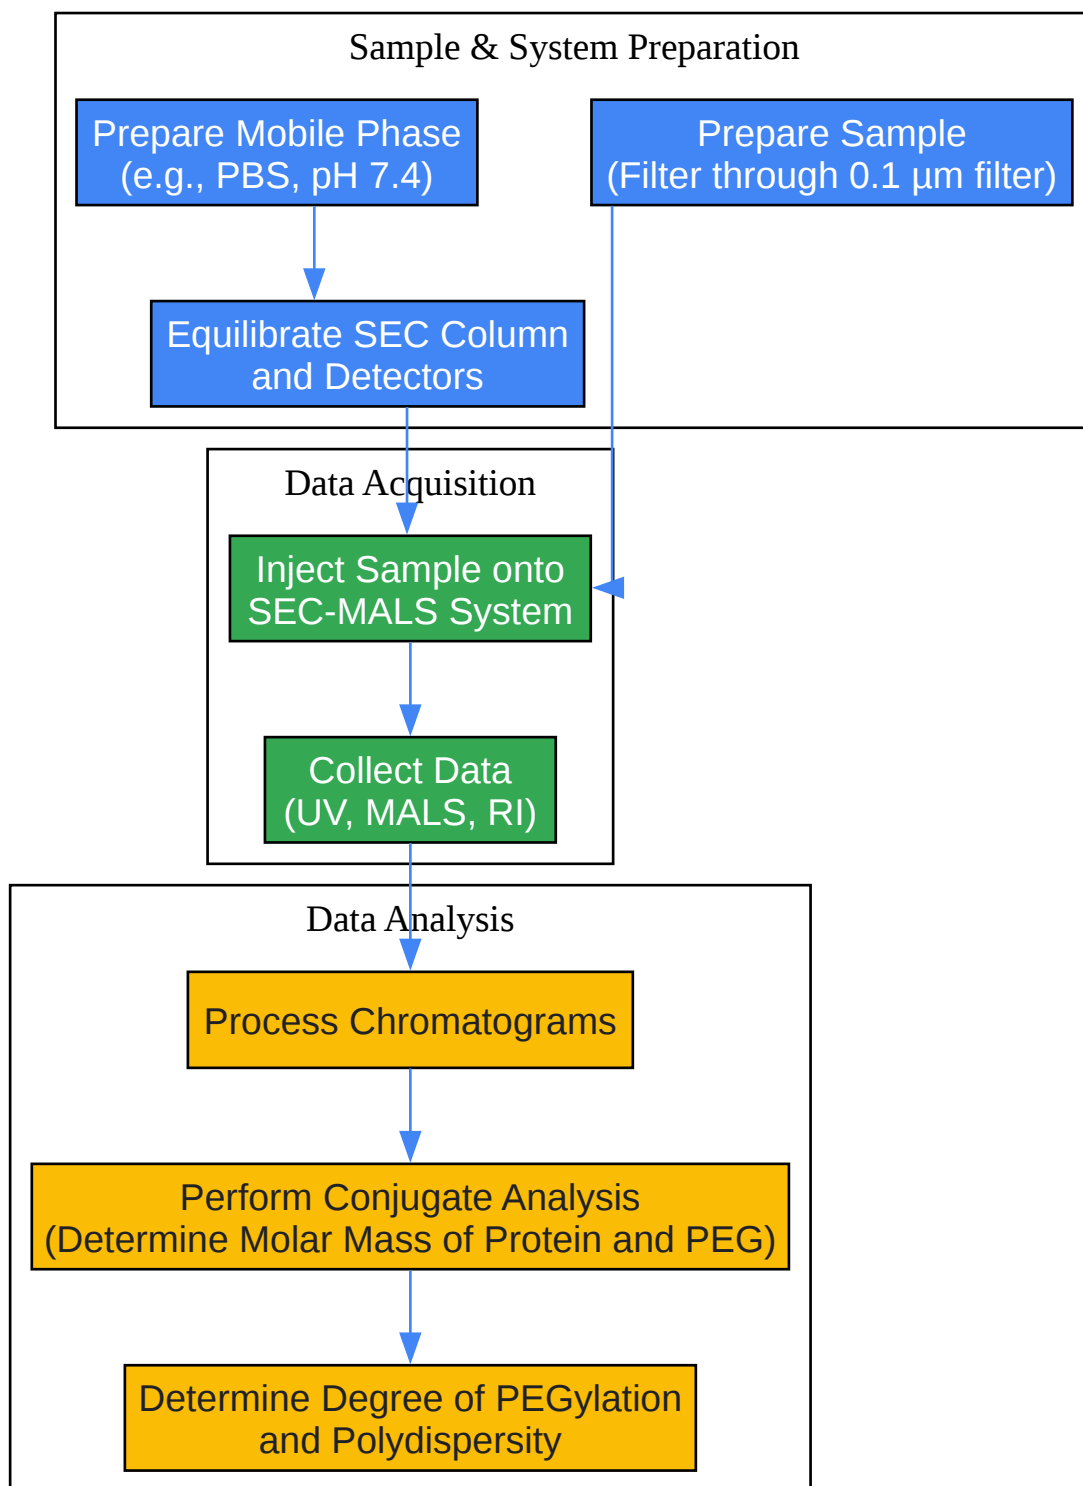 Sample & System Preparation
Prepare Mobile Phase
(e.g., PBS, pH 7.4)
Prepare Sample
(Filter through 0.1 µm filter)
Equilibrate SEC Column
and Detectors
Data Acquisition
Inject Sample onto
SEC-MALS System
Collect Data
(UV, MALS, RI)
Data Analysis
Process Chromatograms
Perform Conjugate Analysis
(Determine Molar Mass of Protein and PEG)
Determine Degree of PEGylation
and Polydispersity